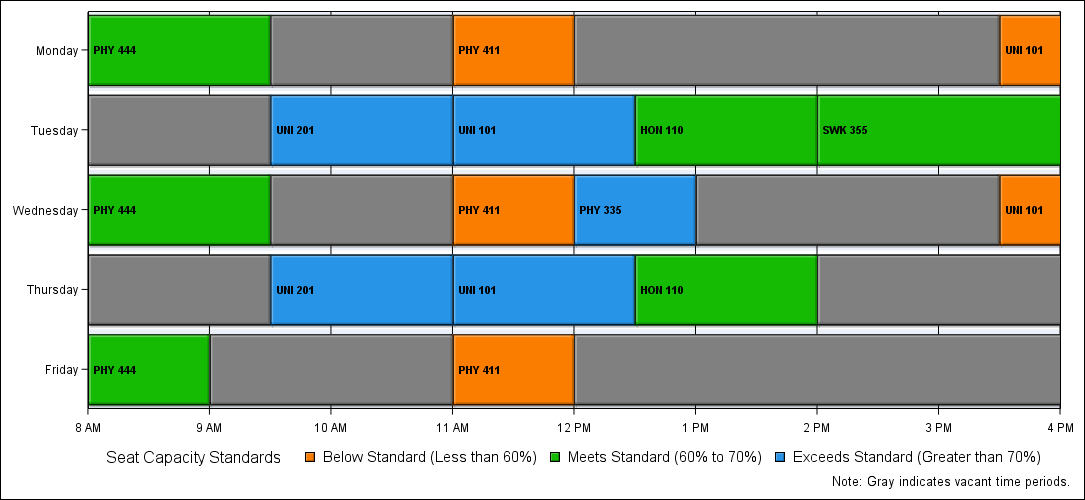 Monday PHY 444 PHY 411 UNI 101
Tuesday UNI 201 UNI 101 HON 110 SWK 355
Wednesday PHY 444 PHY 411 PHY 335 UNI 101
Thursday UNI 201 UNI 101 HON 110
Friday PHY 444 PHY 411
8 AM 9 AM 10 AM 11 AM 12 PM 1 PM 2 PM 3 PM 4 PM
Seat Capacity Standards Below Standard (Less than 60%) Meets Standard (60% to 70%) Exceeds Standard (Greater than 70%)
Note: Gray indicates vacant time periods.